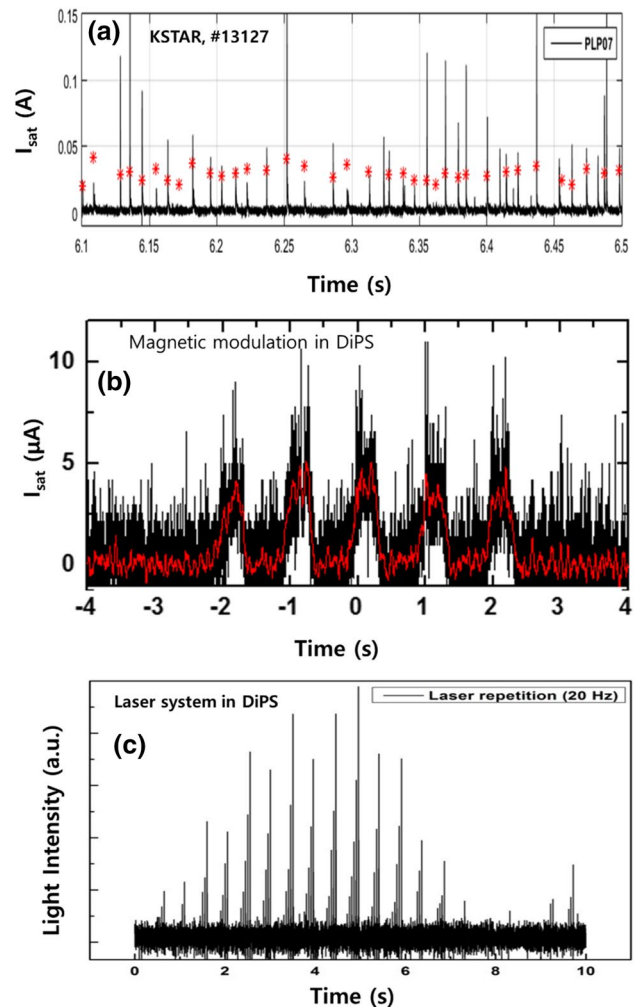 (a)
KSTAR, #13127
PLP07
Isat (A)
0.15
0.1
0.05
0
6.1 6.15 6.2 6.25 6.3 6.35 6.4 6.45 6.5
Time (s)
(b)
Magnetic modulation in DiPS
Isat (μA)
10
5
0
-4 -3 -2 -1 0 1 2 3 4
Time (s)
Laser system in DiPS
Laser repetition (20 Hz)
(c)
Light Intensity (a.u.)
0 2 4 6 8 10
Time (s)